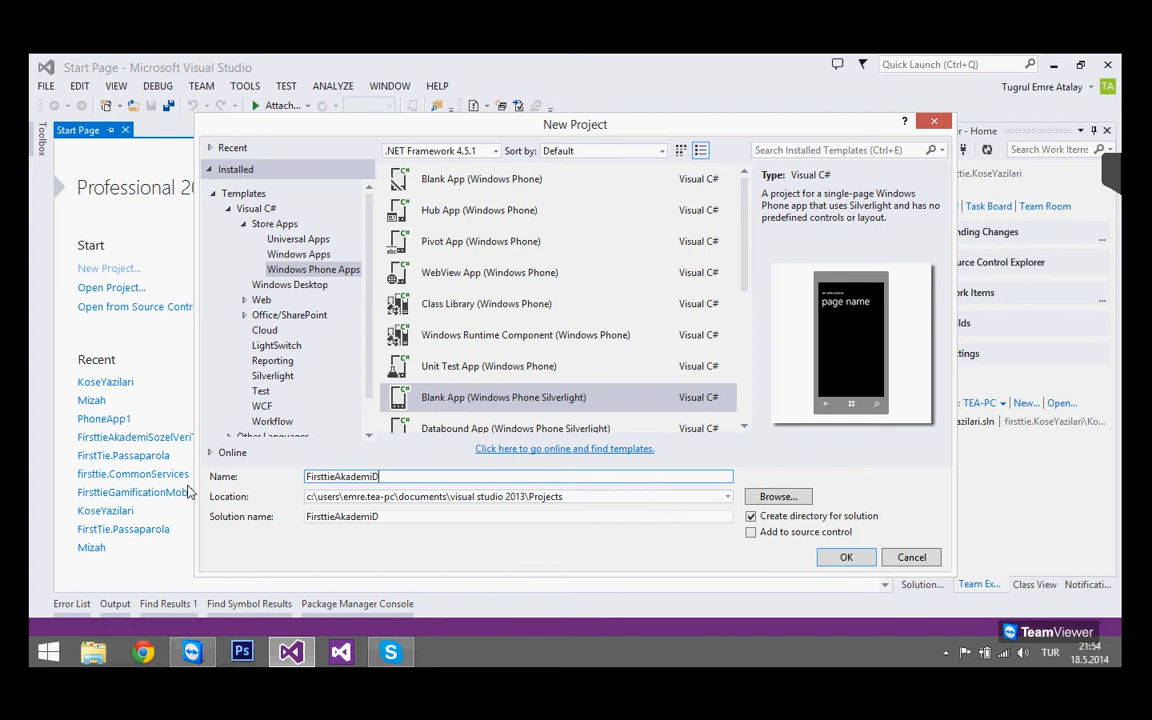 Start Page - Microsoft Visual Studio
Quick Launch (Ctrl+Q)
FILE EDIT VIEW DEBUG TEAM TOOLS TEST ANALYZE WINDOW HELP
Tugrul Emre Atalay TA
Attach...
Toolbox
Start Page
New Project
? 
- Home
Recent
.NET Framework 4.5.1
Sort by: Default
Search Installed Templates (Ctrl+E)
Search Work Items
Installed
Professional 20
Start
New Project...
Open Project...
Open from Source Contr
Recent
KoseYazilari
Mizah
PhoneApp1
FirsttieAkademiSozelVeri
FirstTie.Passaparola
firsttie.CommonServices
FirsttieGamificationMob
KoseYazilari
FirstTie.Passaparola
Mizah
Templates
Visual C#
Store Apps
Universal Apps
Windows Apps
Windows Phone Apps
Windows Desktop
Web
Office/SharePoint
Cloud
LightSwitch
Reporting
Silverlight
Test
WCF
Workflow
Other Languages
Online
Blank App (Windows Phone) Visual C#
Hub App (Windows Phone) Visual C#
Pivot App (Windows Phone) Visual C#
WebView App (Windows Phone) Visual C#
Class Library (Windows Phone) Visual C#
Windows Runtime Component (Windows Phone) Visual C#
Unit Test App (Windows Phone) Visual C#
Blank App (Windows Phone Silverlight) Visual C#
Databound App (Windows Phone Silverlight) Visual C#
Click here to go online and find templates.
Type: Visual C#
A project for a single-page Windows
Phone app that uses Silverlight and has no
predefined controls or layout.
page name
rsttie.KoseYazilari
Task Board | Team Room
nding Changes
...
urce Control Explorer
rk Items
...
lds
ttings
TEA-PC New... | Open...
arı\KoseYazilari.sln
Name: FirsttieAkademiD
Location: c:\users\emre.tea-pc\documents\visual studio 2013\Projects
Browse...
Solution name: FirsttieAkademiD
Create directory for solution
Add to source control
OK Cancel
Solution... Team Ex... Class View Notificati...
Error List Output Find Results 1 Find Symbol Results Package Manager Console
TeamViewer
Ps
TUR
21:54
18.5.2014